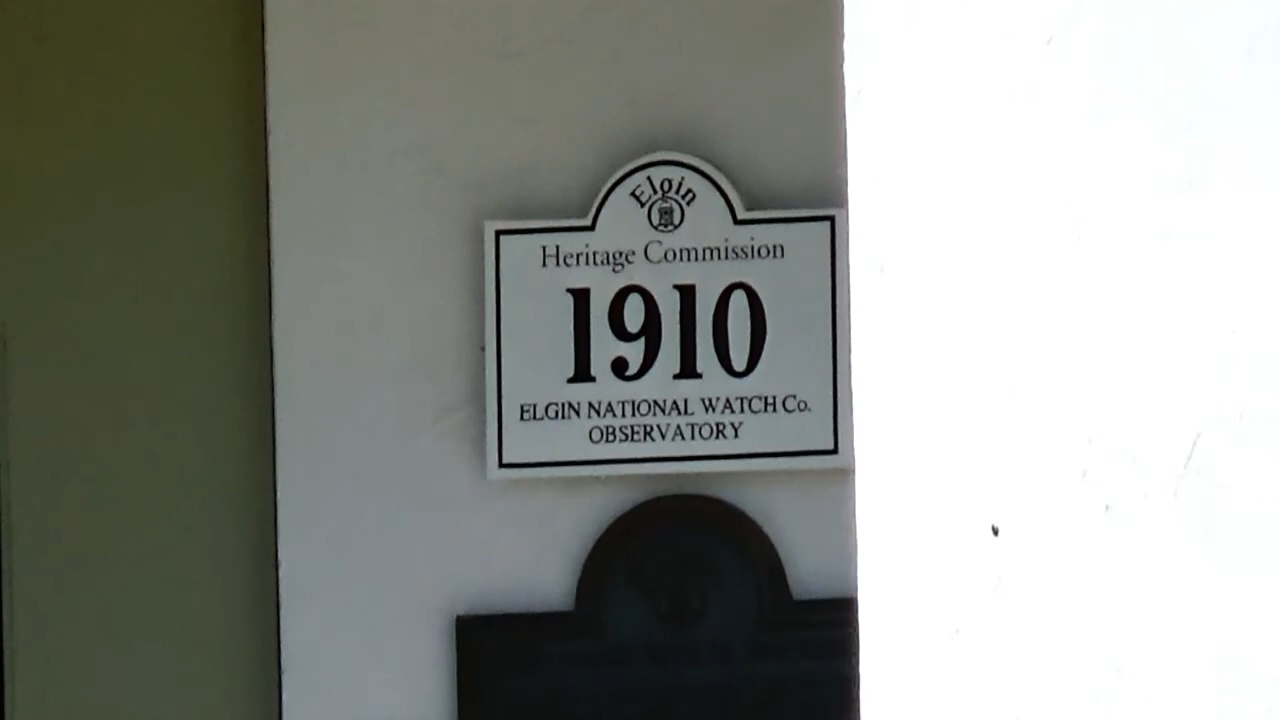 Elgin
Heritage Commission
1910
ELGIN NATIONAL WATCH Co.
OBSERVATORY